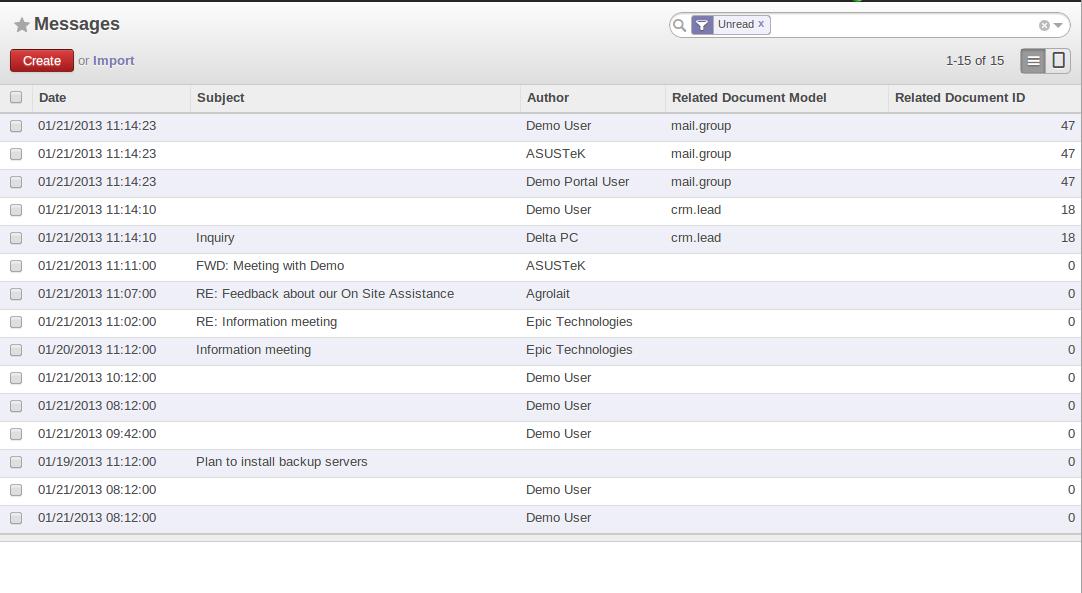 Messages
Unread x
Create or Import
1-15 of 15
Date Subject Author Related Document Model Related Document ID
01/21/2013 11:14:23 Demo User mail.group 47
01/21/2013 11:14:23 ASUSTeK mail.group 47
01/21/2013 11:14:23 Demo Portal User mail.group 47
01/21/2013 11:14:10 Demo User crm.lead 18
01/21/2013 11:14:10 Inquiry Delta PC crm.lead 18
01/21/2013 11:11:00 FWD: Meeting with Demo ASUSTeK 0
01/21/2013 11:07:00 RE: Feedback about our On Site Assistance Agrolait 0
01/21/2013 11:02:00 RE: Information meeting Epic Technologies 0
01/20/2013 11:12:00 Information meeting Epic Technologies 0
01/21/2013 10:12:00 Demo User 0
01/21/2013 08:12:00 Demo User 0
01/21/2013 09:42:00 Demo User 0
01/19/2013 11:12:00 Plan to install backup servers 0
01/21/2013 08:12:00 Demo User 0
01/21/2013 08:12:00 Demo User 0